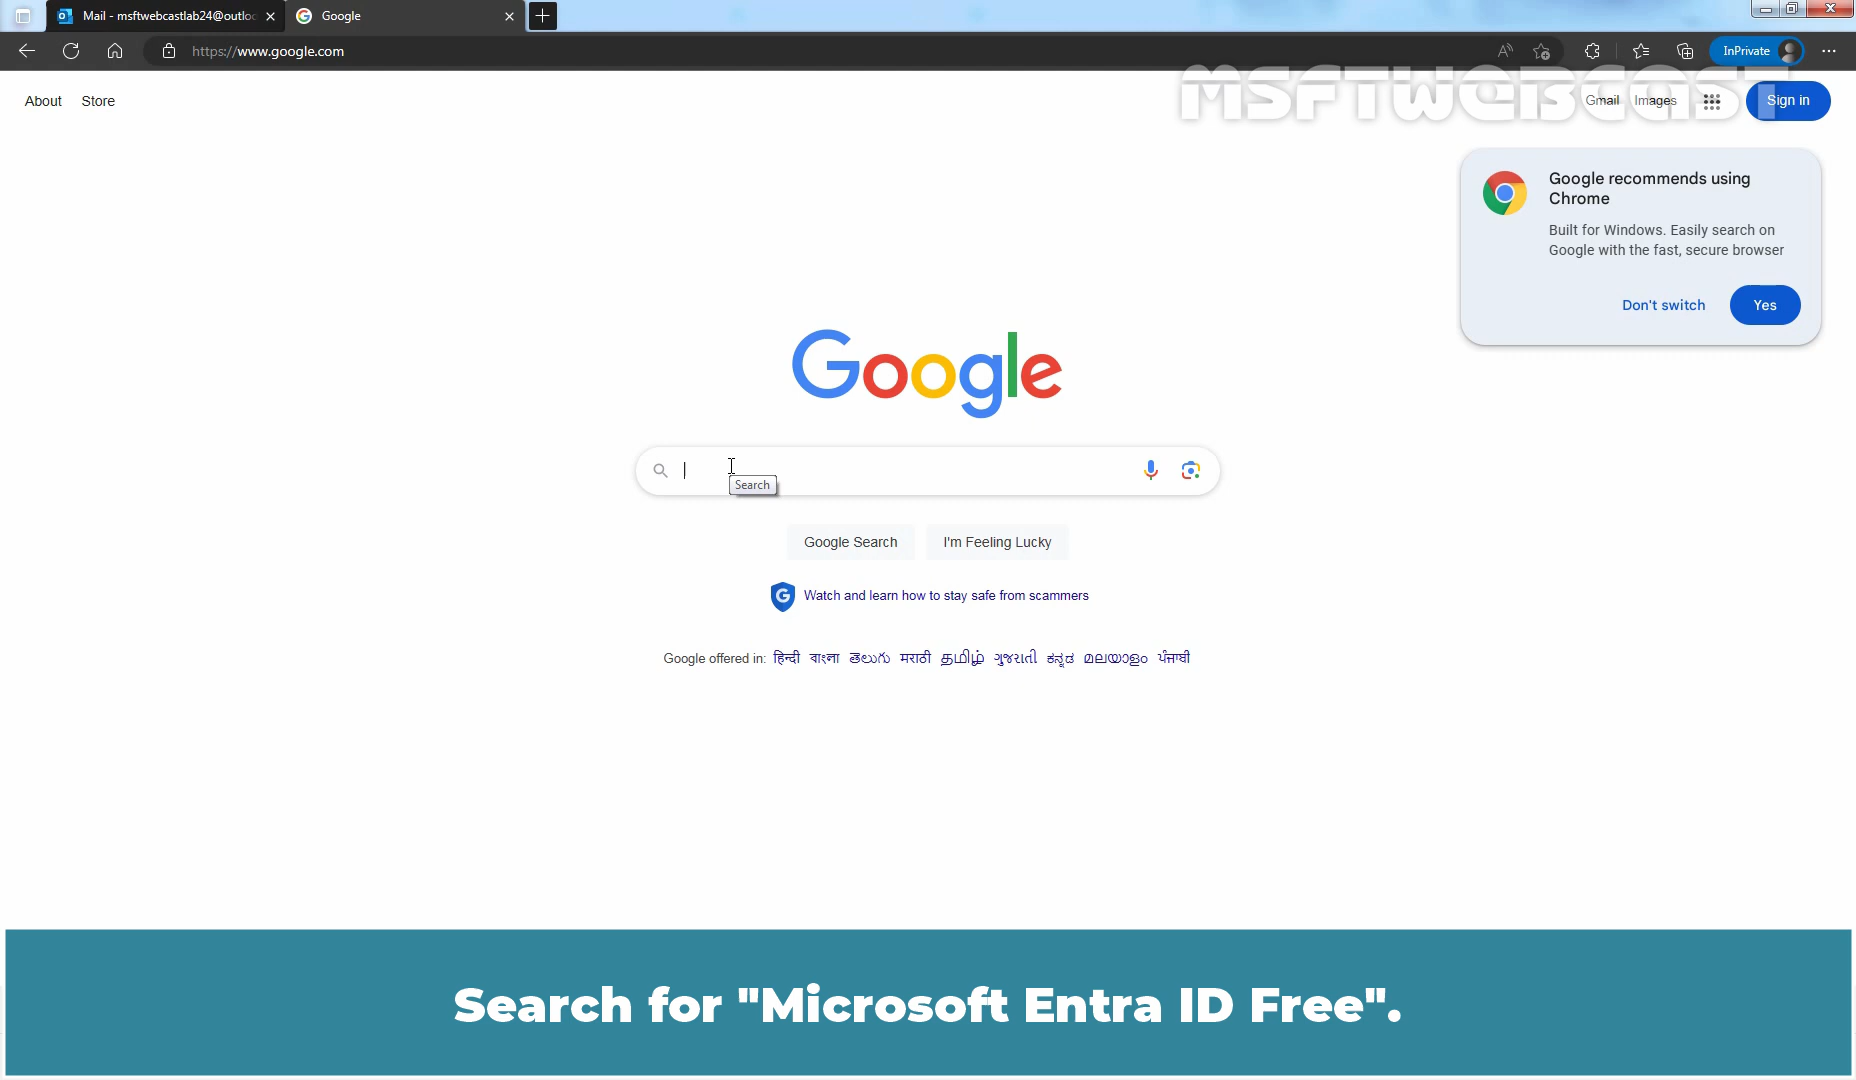 Mail - msftwebcastlab24@outloo
Google
https://www.google.com
InPrivate
MSFTWEBCAST
About
Store
Gmail
Images
Sign in
Google recommends using
Chrome
Built for Windows. Easily search on
Google with the fast, secure browser
Don't switch
Yes
Google
Search
Google Search
I'm Feeling Lucky
Watch and learn how to stay safe from scammers
Google offered in: हिन्दी বাংলা తెలుగు मराठी தமிழ் ગુજરાતી ಕನ್ನಡ മലയാളം ਪੰਜਾਬੀ
Search for "Microsoft Entra ID Free".